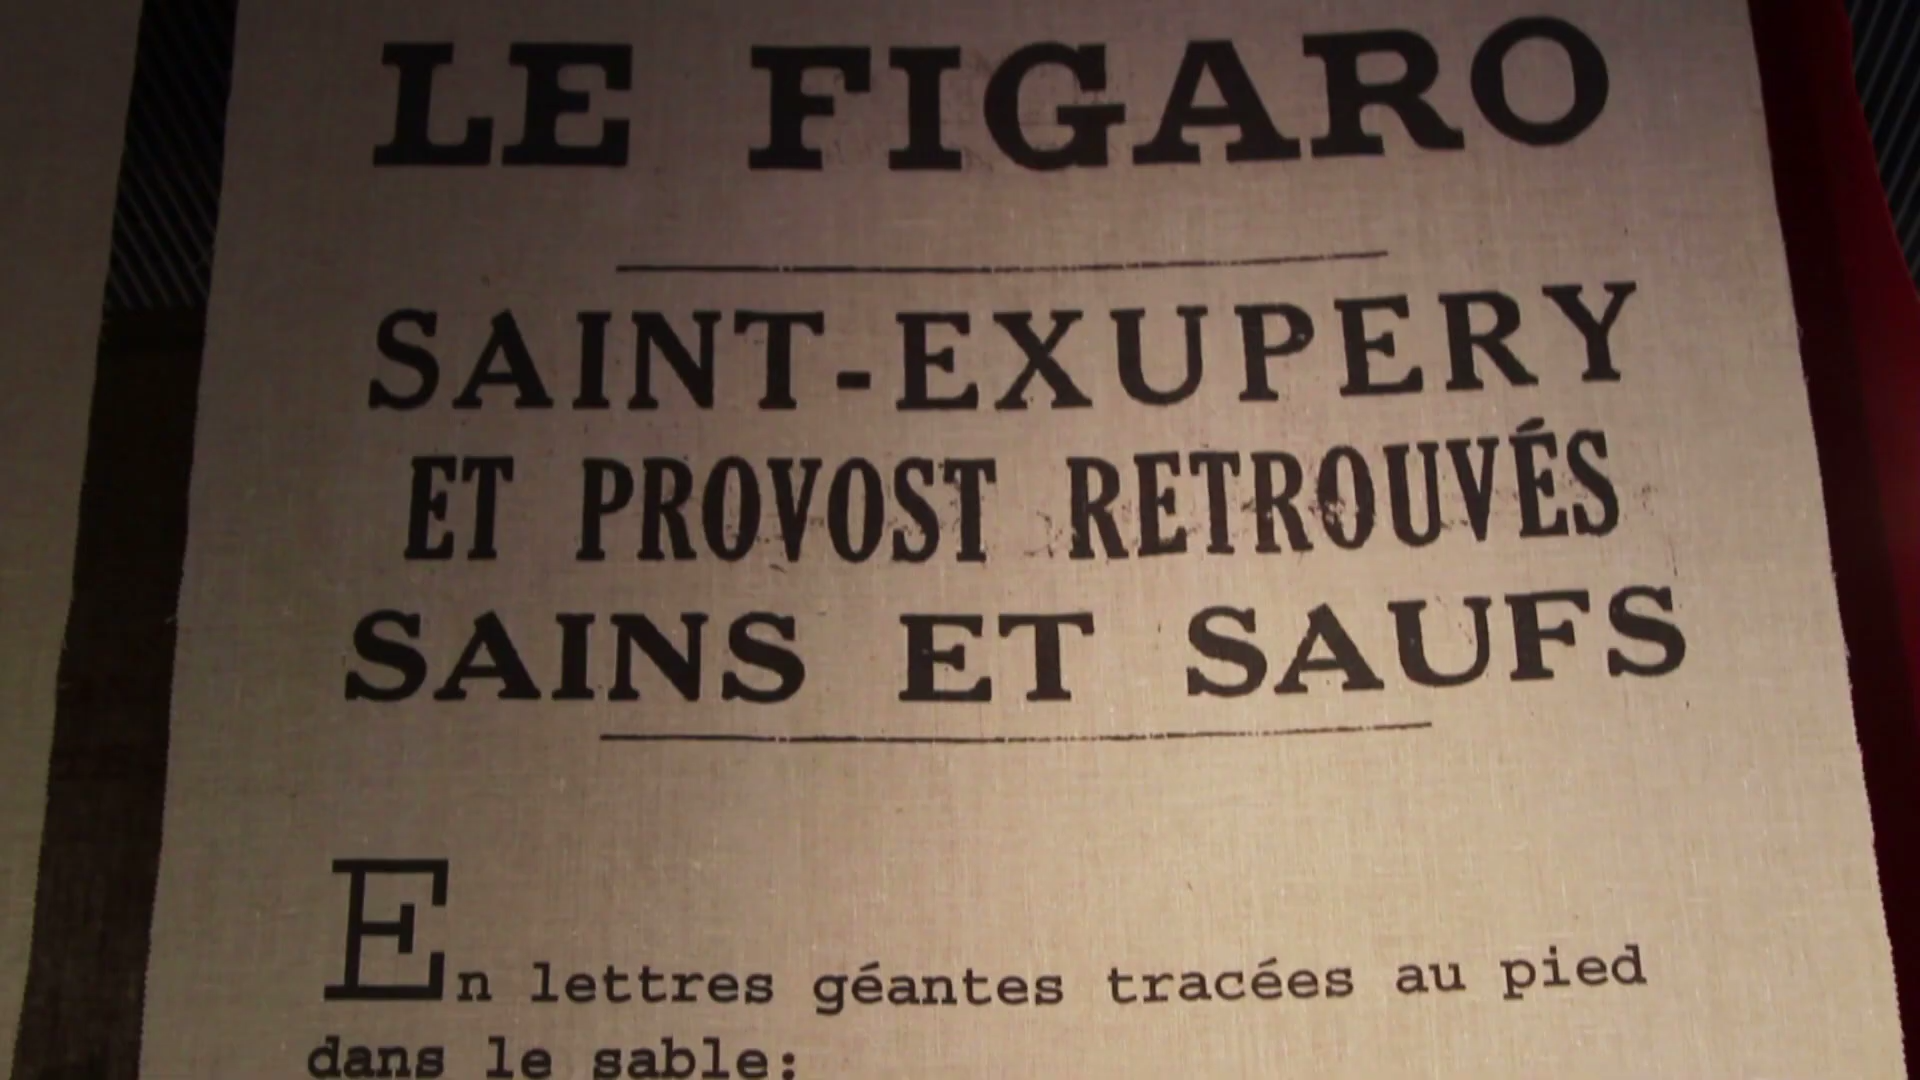 LE FIGARO
SAINT-EXUPERY
ET PROVOST RETROUVÉS
SAINS ET SAUFS
En lettres géantes tracées au pied
dans le sable: